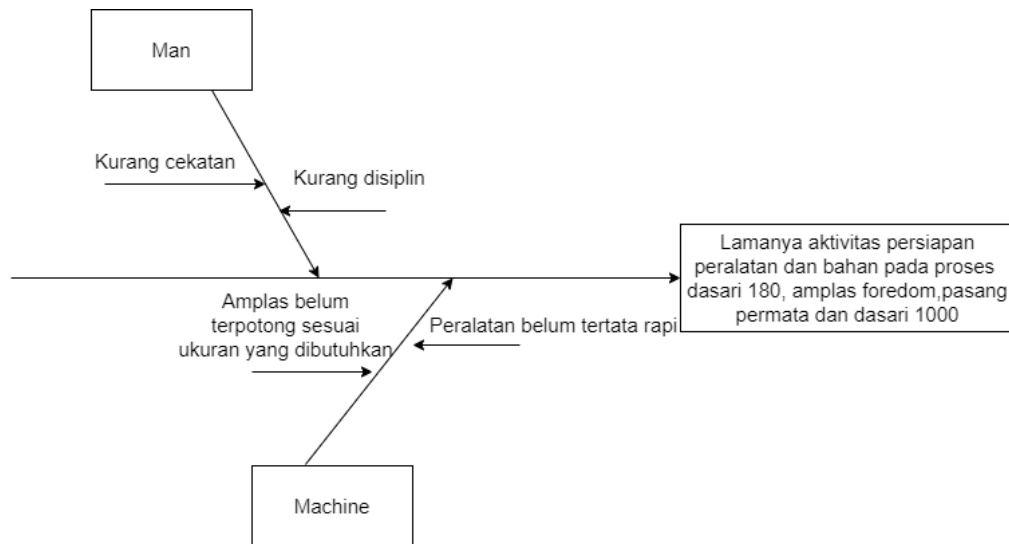 Man
Kurang cekatan
Kurang disiplin
Lamanya aktivitas persiapan
peralatan dan bahan pada proses
dasari 180, amplas foredom,pasang
permata dan dasari 1000
Amplas belum
terpotong sesuai
ukuran yang dibutuhkan
Peralatan belum tertata rapi
Machine